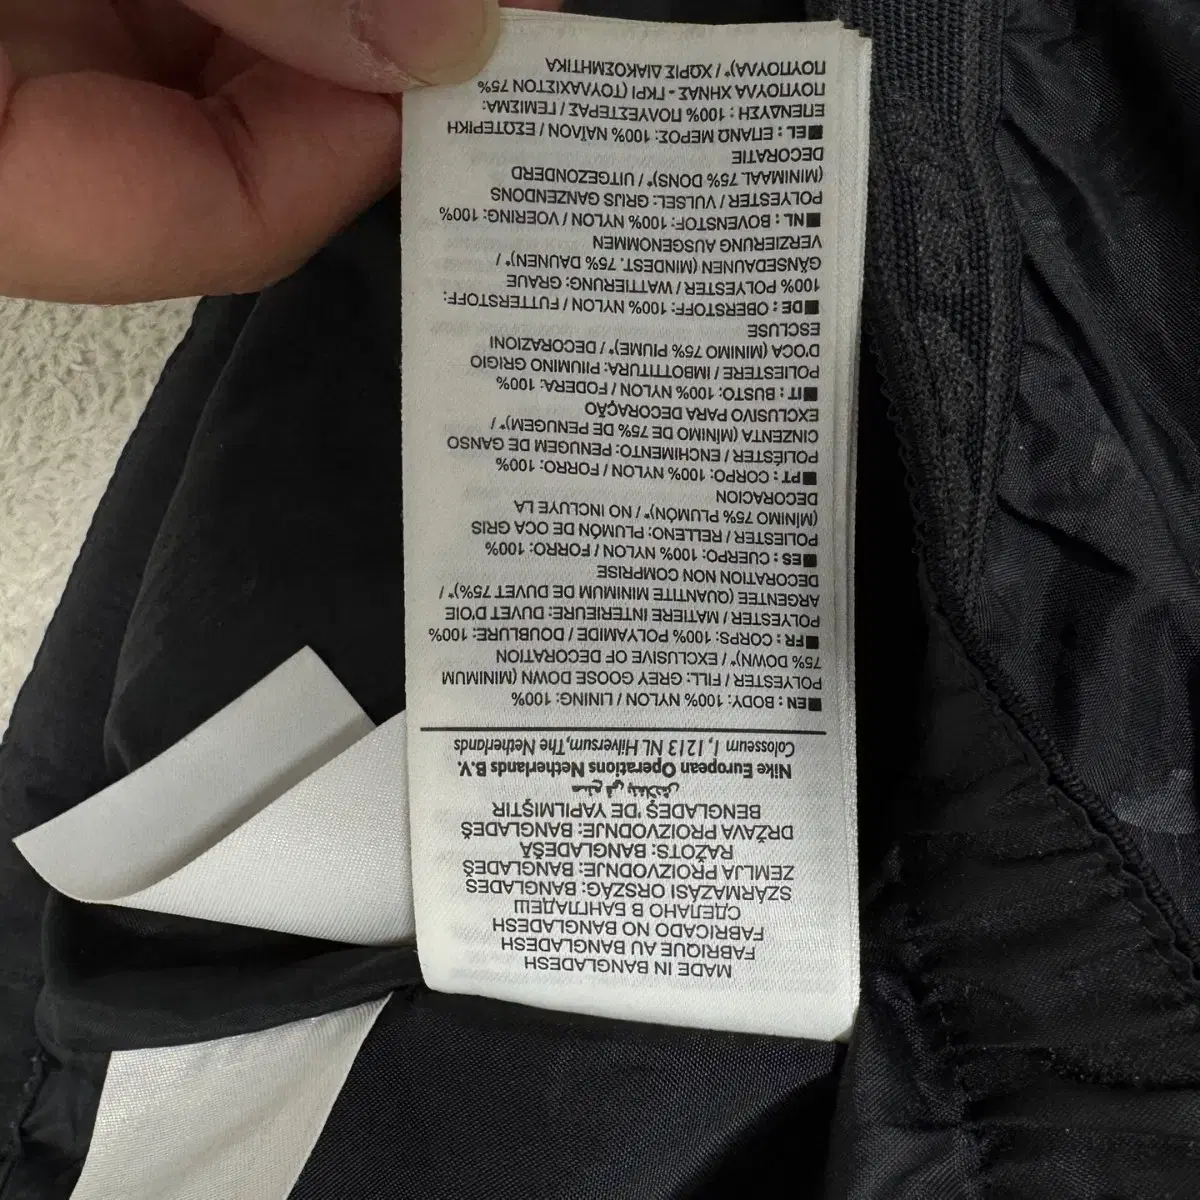 MADE IN BANGLADESH
FABRIQUE AU BANGLADESH
FABRICADO NO BANGLADESH
СДЕЛАНО В БАНГЛАДЕШ
SZÁRMAZÁSI ORSZÁG: BANGLADES
ZEMLJA PROIZVODNJE: BANGLADEŠ
RAŽOTS: BANGLADEŠĀ
DRŽAVA PROIZVODNJE: BANGLADEŠ
BENGLADEŞ 'DE YAPILMIŞTIR
صنع في بنغلادش
Nike European Operations Netherlands B.V.
Colosseum 1, 1213 NL Hilversum,The Netherlands
■EN : BODY: 100% NYLON / LINING: 100%
POLYESTER / FILL: GREY GOOSE DOWN (MINIMUM
75% DOWN)* / EXCLUSIVE OF DECORATION
■FR : CORPS: 100% POLYAMIDE / DOUBLURE: 100%
POLYESTER / MATIERE INTERIEURE: DUVET D'OIE
ARGENTEE (QUANTITE MINIMUM DE DUVET 75%)* /
DECORATION NON COMPRISE
■ES : CUERPO: 100% NYLON / FORRO: 100%
POLIESTER / RELLENO: PLUMÓN DE OCA GRIS
(MÍNIMO 75% PLUMÓN)* / NO INCLUYE LA
DECORACION
■PT : CORPO: 100% NYLON / FORRO: 100%
POLIÉSTER / ENCHIMENTO: PENUGEM DE GANSO
CINZENTA (MÍNIMO DE 75% DE PENUGEM)* /
EXCLUSIVO PARA DECORAÇÃO
■IT : BUSTO: 100% NYLON / FODERA: 100%
POLIESTERE / IMBOTTITURA: PIUMINO GRIGIO
D'OCA (MINIMO 75% PIUME)* / DECORAZIONI
ESCLUSE
■DE : OBERSTOFF: 100% NYLON / FUTTERSTOFF:
100% POLYESTER / WATTIERUNG: GRAUE
GÄNSEDAUNEN (MINDEST. 75% DAUNEN)* /
VERZIERUNG AUSGENOMMEN
■NL : BOVENSTOF: 100% NYLON / VOERING: 100%
POLYESTER / VULSEL: GRIJS GANZENDONS
(MINIMAAL 75% DONS)* / UITGEZONDERD
DECORATIE
■EL : ΕΠΑΝΩ ΜΕΡΟΣ: 100% ΝΑΪΛΟΝ / ΕΣΩΤΕΡΙΚΗ
ΕΠΕΝΔΥΣΗ : 100% ΠΟΛΥΕΣΤΕΡΑΣ / ΓΕΜΙΣΜΑ:
ΠΟΥΠΟΥΛΑ ΧΗΝΑΣ - ΓΚΡΙ (ΤΟΥΛΑΧΙΣΤΟΝ 75%
ΠΟΥΠΟΥΛΑ)* / ΧΩΡΙΣ ΔΙΑΚΟΣΜΗΤΙΚΑ